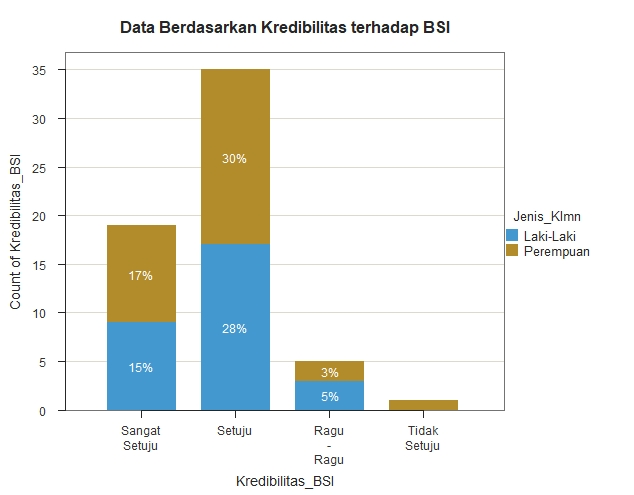 Data Berdasarkan Kredibilitas terhadap BSI
Count of Kredibilitas_BSI
35
30
25
20
15
10
5
0
30%
17%
28%
15%
3%
5%
Jenis_Klmn
Laki-Laki
Perempuan
Sangat
Setuju
Setuju
Ragu
-
Ragu
Tidak
Setuju
Kredibilitas_BSI